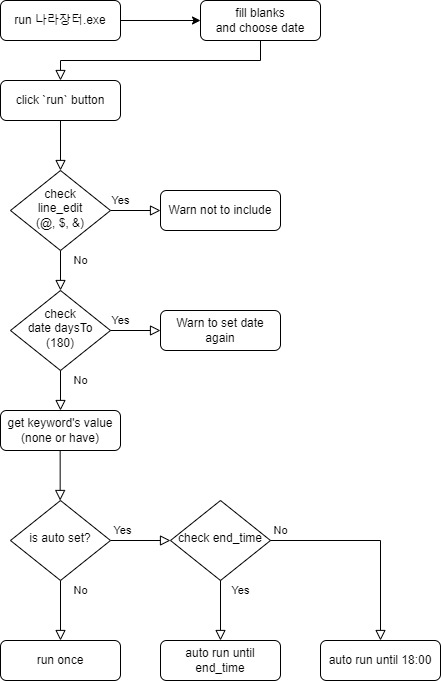 run 나라장터.exe
fill blanks
and choose date
click `run` button
check
line_edit
(@, $, &)
Yes
Warn not to include
No
check
date daysTo
(180)
Yes
Warn to set date
again
No
get keyword's value
(none or have)
is auto set?
Yes
check end_time
No
No
Yes
run once
auto run until
end_time
auto run until 18:00